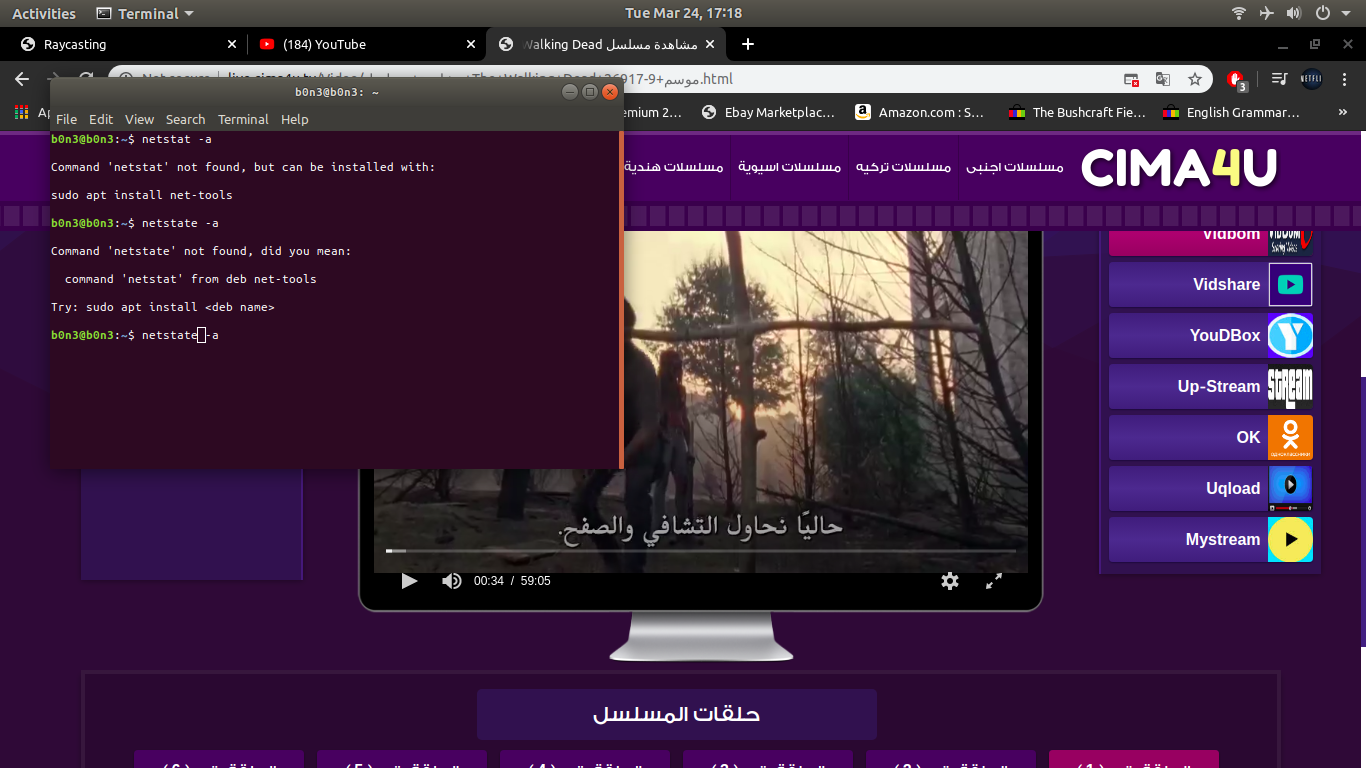 Activities
Terminal
Tue Mar 24, 17:18
Raycasting
(184) YouTube
مشاهدة مسلسل Walking Dead
موسم+9-26917
.html
3
NETFLI
emium 2...
Ebay Marketplac...
Amazon.com : S...
The Bushcraft Fie...
English Grammar...
»
b0n3@b0n3: ~
File Edit View Search Terminal Help
b0n3@b0n3:~$ netstat -a
Command 'netstat' not found, but can be installed with:
sudo apt install net-tools
b0n3@b0n3:~$ netstate -a
Command 'netstate' not found, did you mean:
command 'netstat' from deb net-tools
Try: sudo apt install <deb name>
b0n3@b0n3:~$ netstate -a
CIMA4U
مسلسلات اجنبى
مسلسلات تركيه
مسلسلات اسيوية
مسلسلات هندية
Vidbom
Vidshare
YouDBox
Up-Stream
STREAM
OK
одноклассники
Uqload
Mystream
حاليًا نحاول التشافي والصفح.
00:34 / 59:05
حلقات المسلسل